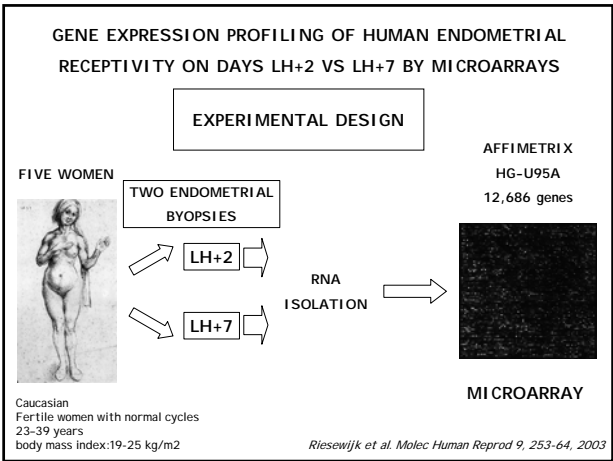 GENE EXPRESSION PROFILING OF HUMAN ENDOMETRIAL
RECEPTIVITY ON DAYS LH+2 VS LH+7 BY MICROARRAYS
EXPERIMENTAL DESIGN
FIVE WOMEN
TWO ENDOMETRIAL
BYOPSIES
LH+2
LH+7
RNA
ISOLATION
AFFIMETRIX
HG-U95A
12,686 genes
MICROARRAY
Caucasian
Fertile women with normal cycles
23-39 years
body mass index:19-25 kg/m2
Riesewijk et al. Molec Human Reprod 9, 253-64, 2003